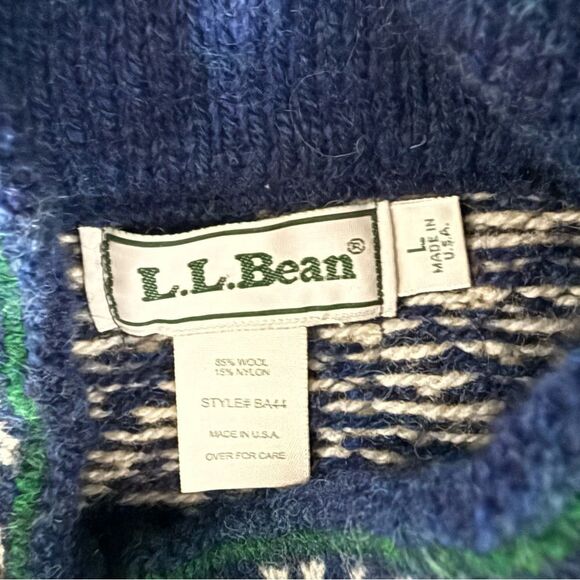 L.L.Bean®
L
MADE IN
U.S.A.
85% WOOL
15% NYLON
STYLE# BA44
MADE IN U.S.A.
OVER FOR CARE